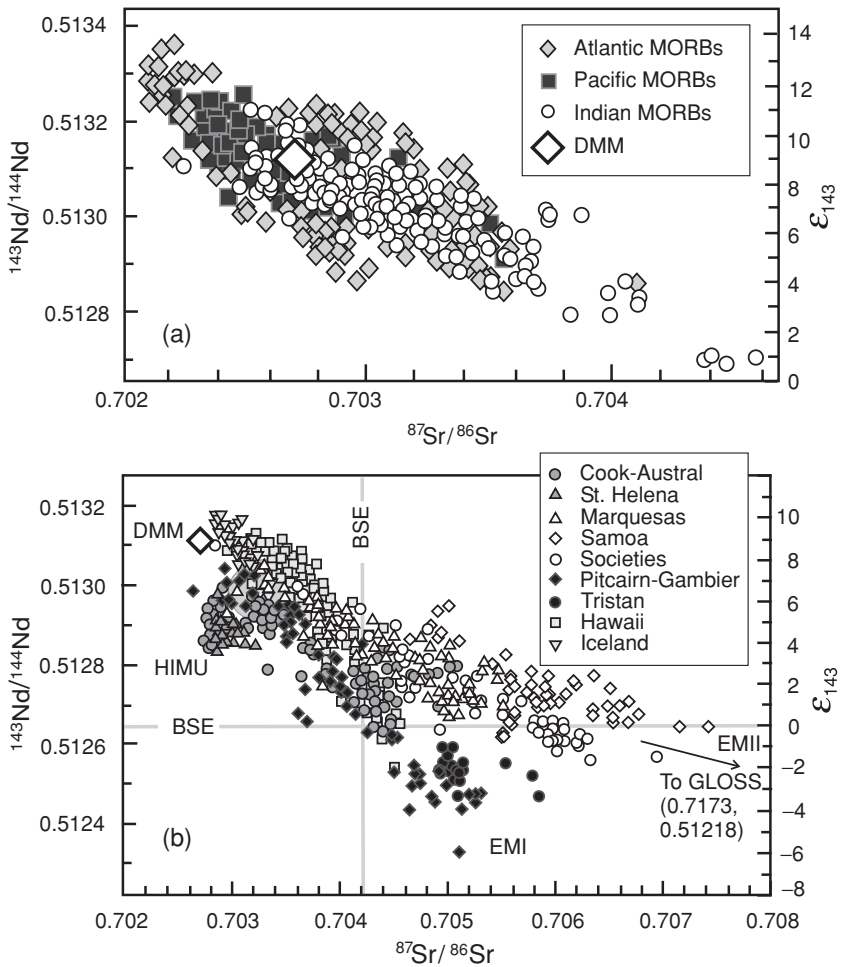 (a)
0.5134
0.5132
0.5130
0.5128
143Nd/144Nd
14
12
10
8
6
4
2
0
ε143
Atlantic MORBs
Pacific MORBs
Indian MORBs
DMM
0.702
0.703
0.704
87Sr/86Sr
(b)
0.5132
0.5130
0.5128
0.5126
0.5124
143Nd/144Nd
10
8
6
4
2
0
−2
−4
−6
−8
ε143
Cook-Austral
St. Helena
Marquesas
Samoa
Societies
Pitcairn-Gambier
Tristan
Hawaii
Iceland
DMM
BSE
HIMU
BSE
EMII
To GLOSS
(0.7173,
0.51218)
EMI
0.702
0.703
0.704
0.705
0.706
0.707
0.708
87Sr/86Sr